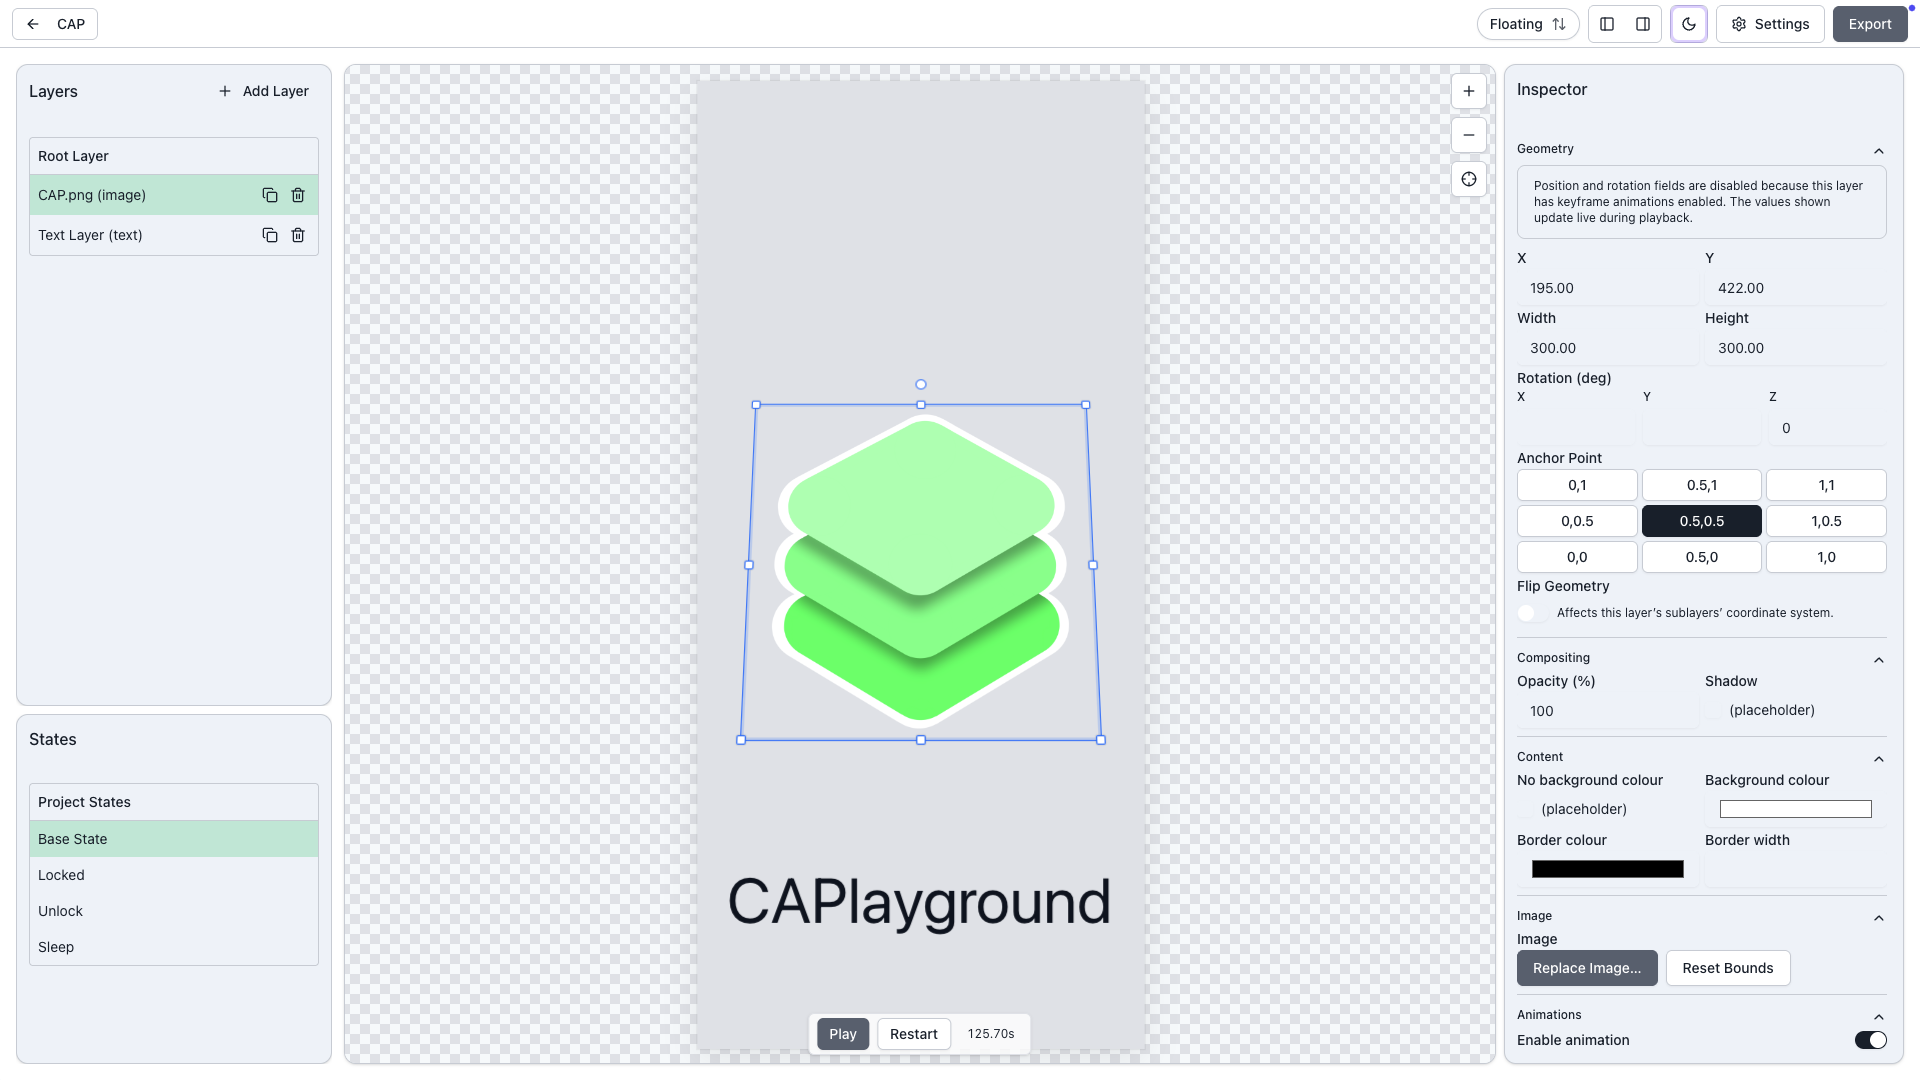 CAP
Floating
Settings
Export
Layers
Add Layer
Root Layer
CAP.png (image)
Text Layer (text)
States
Project States
Base State
Locked
Unlock
Sleep
CAPlayground
Play
Restart
125.70s
Inspector
Geometry
Position and rotation fields are disabled because this layer
has keyframe animations enabled. The values shown
update live during playback.
X
Y
195.00
422.00
Width
Height
300.00
300.00
Rotation (deg)
X
Y
Z
0
Anchor Point
0,1
0.5,1
1,1
0,0.5
0.5,0.5
1,0.5
0,0
0.5,0
1,0
Flip Geometry
Affects this layer's sublayers’ coordinate system.
Compositing
Opacity (%)
Shadow
100
(placeholder)
Content
No background colour
Background colour
(placeholder)
Border colour
Border width
Image
Image
Replace Image…
Reset Bounds
Animations
Enable animation